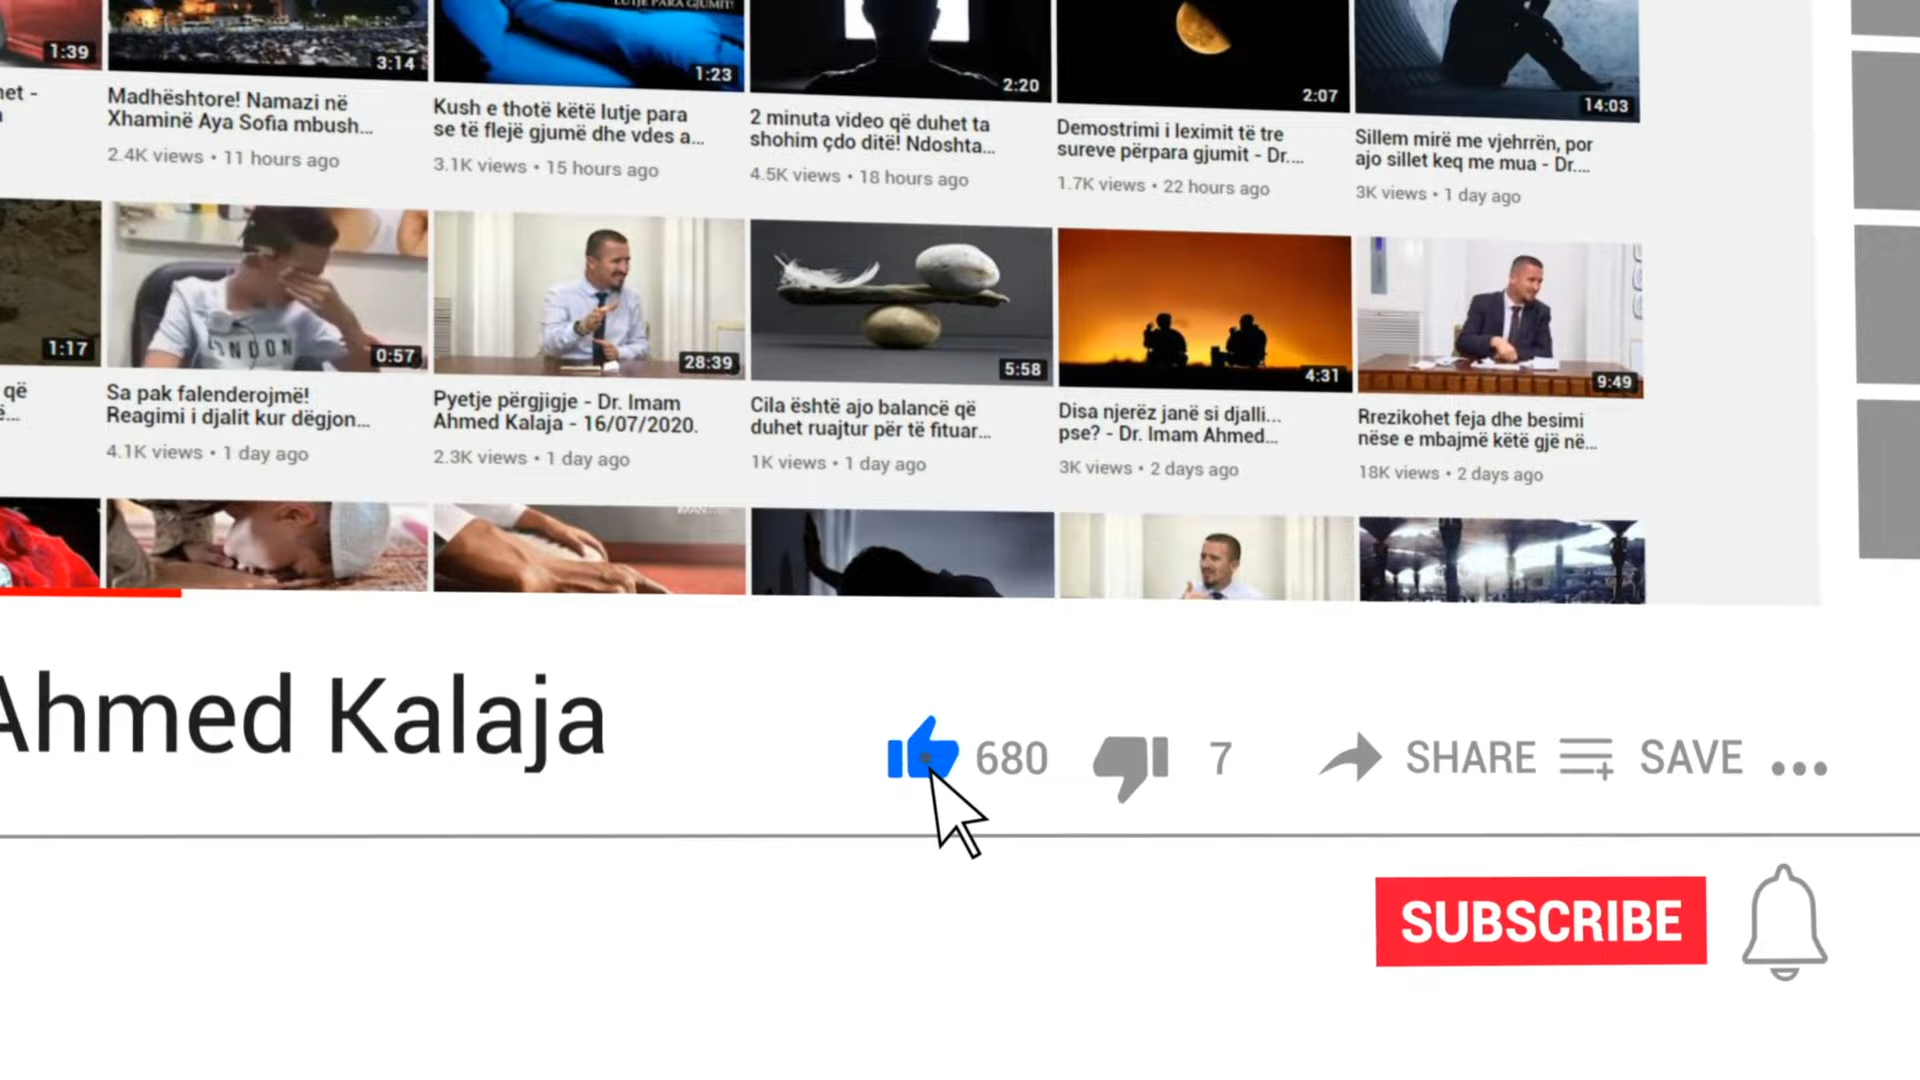 LUTJE PARA GJUMIT!
1:39
3:14
1:23
2:20
2:07
14:03
Madhështore! Namazi në
Xhaminë Aya Sofia mbush...
2.4K views • 11 hours ago
Kush e thotë këtë lutje para
se të flejë gjumë dhe vdes a...
3.1K views • 15 hours ago
2 minuta video që duhet ta
shohim çdo ditë! Ndoshta...
4.5K views • 18 hours ago
Demostrimi i leximit të tre
sureve përpara gjumit - Dr....
1.7K views • 22 hours ago
Sillem mirë me vjehrrën, por
ajo sillet keq me mua - Dr....
3K views • 1 day ago
1:17
0:57
28:39
5:58
4:31
9:49
që
Sa pak falenderojmë!
Reagimi i djalit kur dëgjon...
4.1K views • 1 day ago
Pyetje përgjigje - Dr. Imam
Ahmed Kalaja - 16/07/2020.
2.3K views • 1 day ago
Cila është ajo balancë që
duhet ruajtur për të fituar...
1K views • 1 day ago
Disa njerëz janë si djalli...
pse? - Dr. Imam Ahmed...
3K views • 2 days ago
Rrezikohet feja dhe besimi
nëse e mbajmë këtë gjë në...
18K views • 2 days ago
Ahmed Kalaja
680
7
SHARE
SAVE
SUBSCRIBE